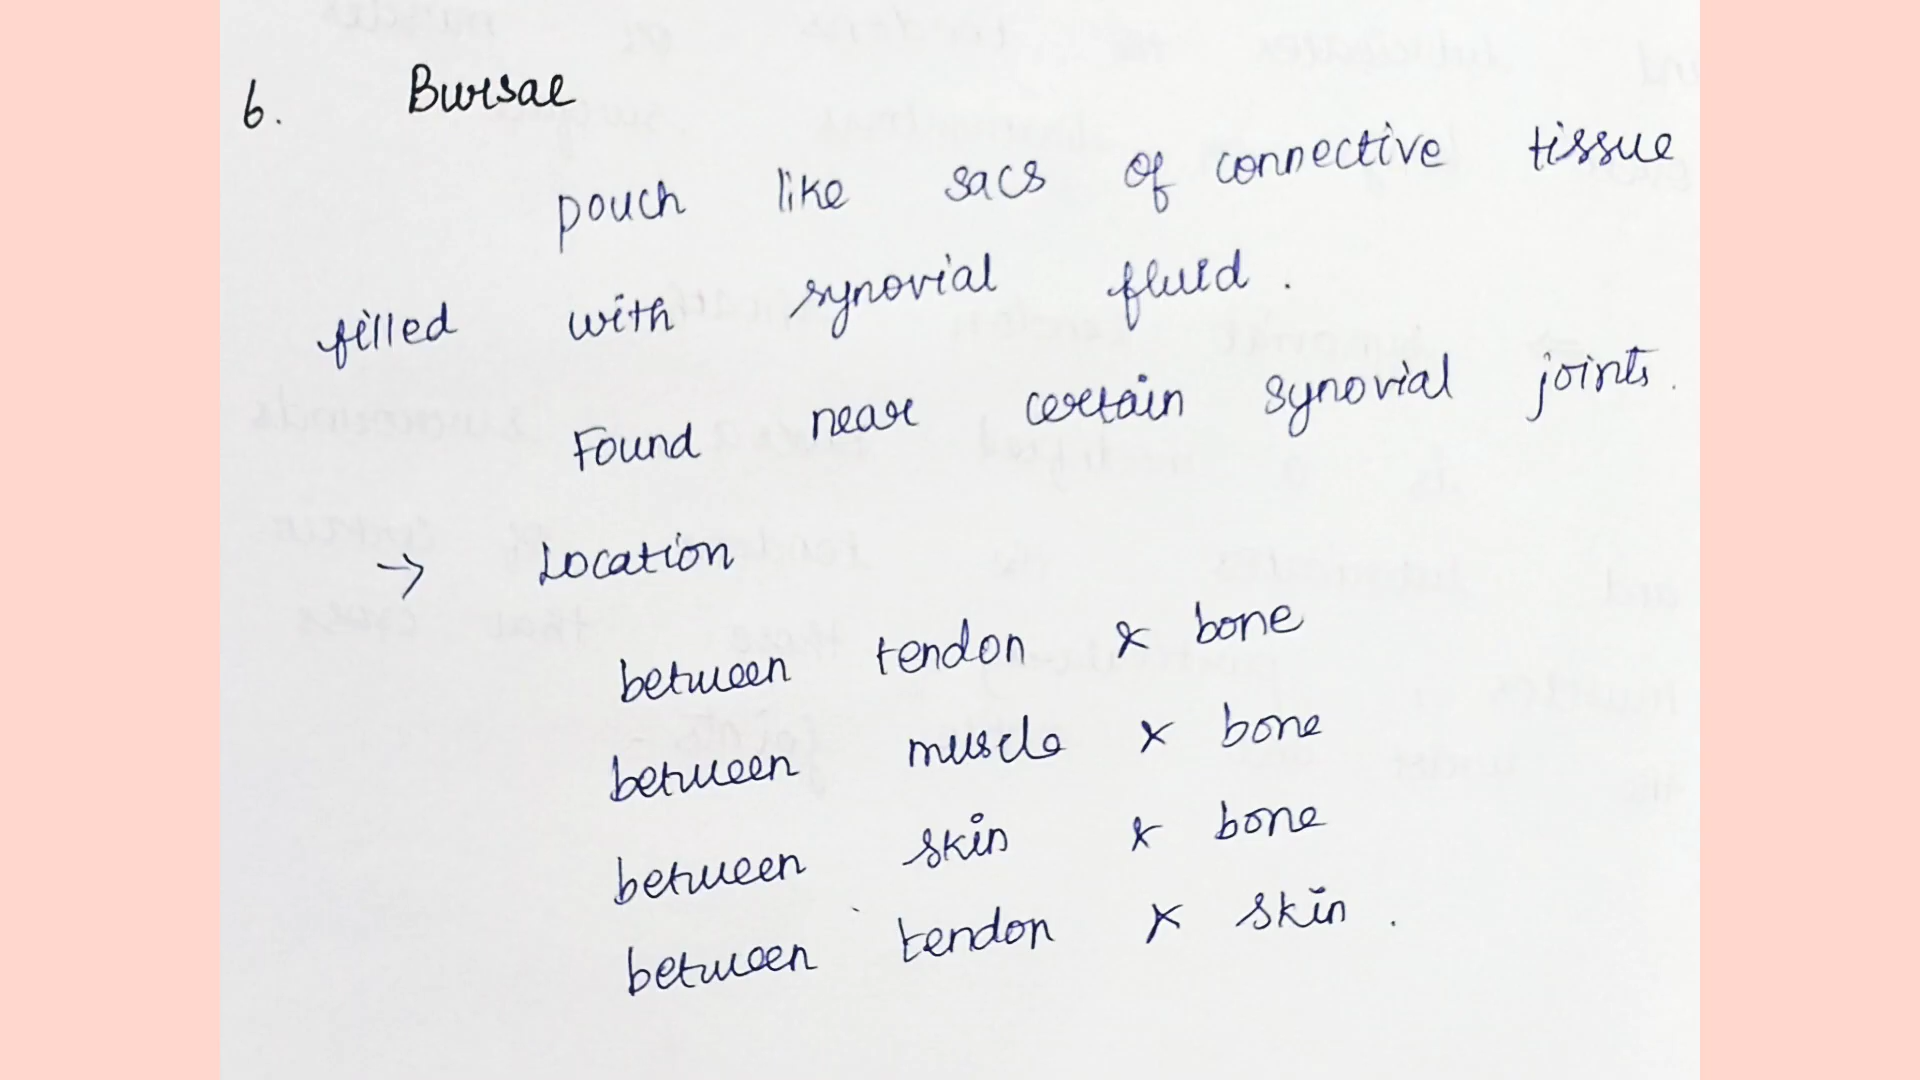 6. Bursae
pouch like sacs of connective tissue
filled with synovial fluid.
Found near certain synovial joints.
→ Location
between tendon & bone
between muscle & bone
between skin & bone
between tendon & skin.